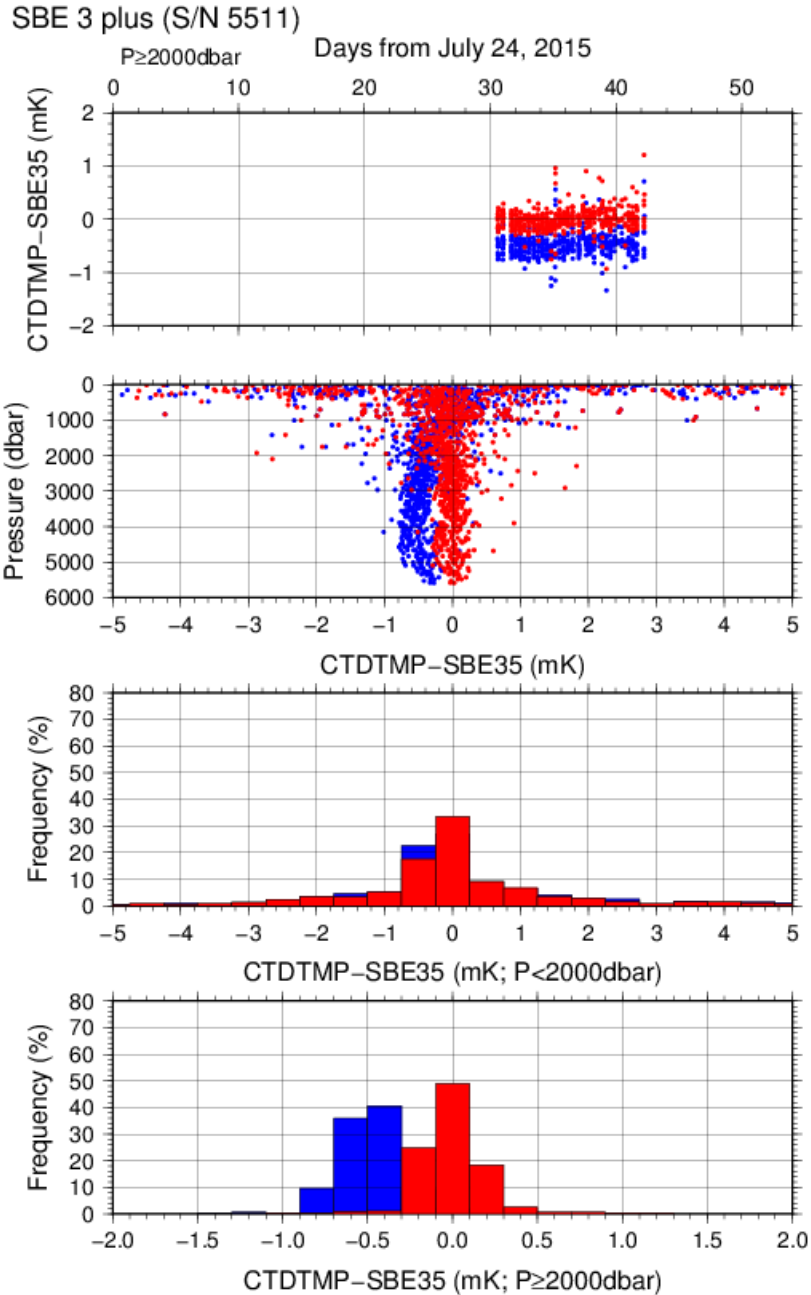 SBE 3 plus (S/N 5511)
P≥2000dbar
Days from July 24, 2015
0 10 20 30 40 50
CTDTMP−SBE35 (mK)
2
1
0
−1
−2
Pressure (dbar)
0
1000
2000
3000
4000
5000
6000
−5 −4 −3 −2 −1 0 1 2 3 4 5
CTDTMP−SBE35 (mK)
Frequency (%)
80
70
60
50
40
30
20
10
0
−5 −4 −3 −2 −1 0 1 2 3 4 5
CTDTMP−SBE35 (mK; P<2000dbar)
Frequency (%)
80
70
60
50
40
30
20
10
0
−2.0 −1.5 −1.0 −0.5 0.0 0.5 1.0 1.5 2.0
CTDTMP−SBE35 (mK; P≥2000dbar)